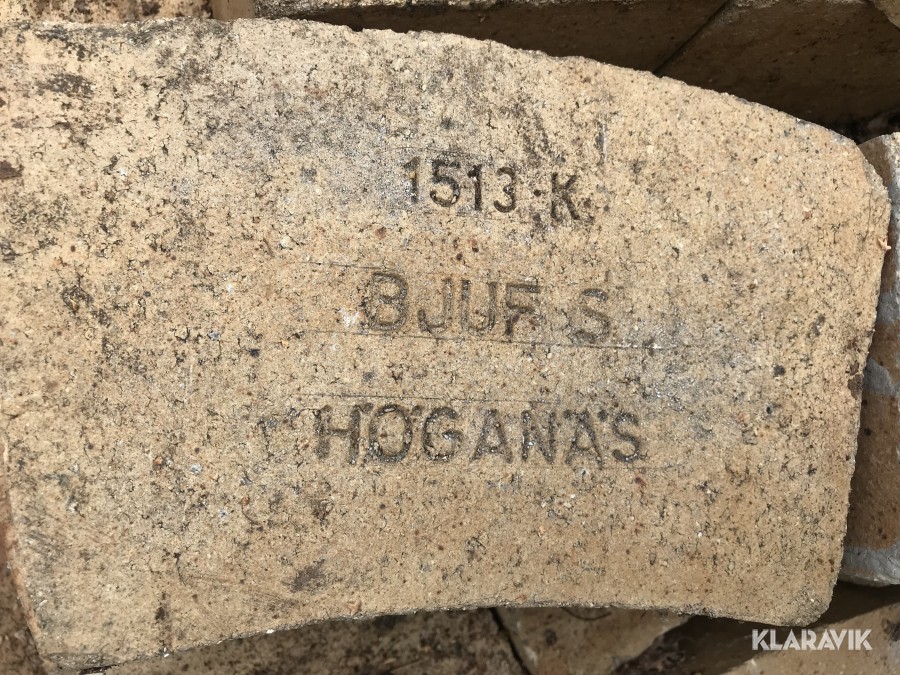 1513-K
BJUF S
HÖGANÄS
KLARAVIK